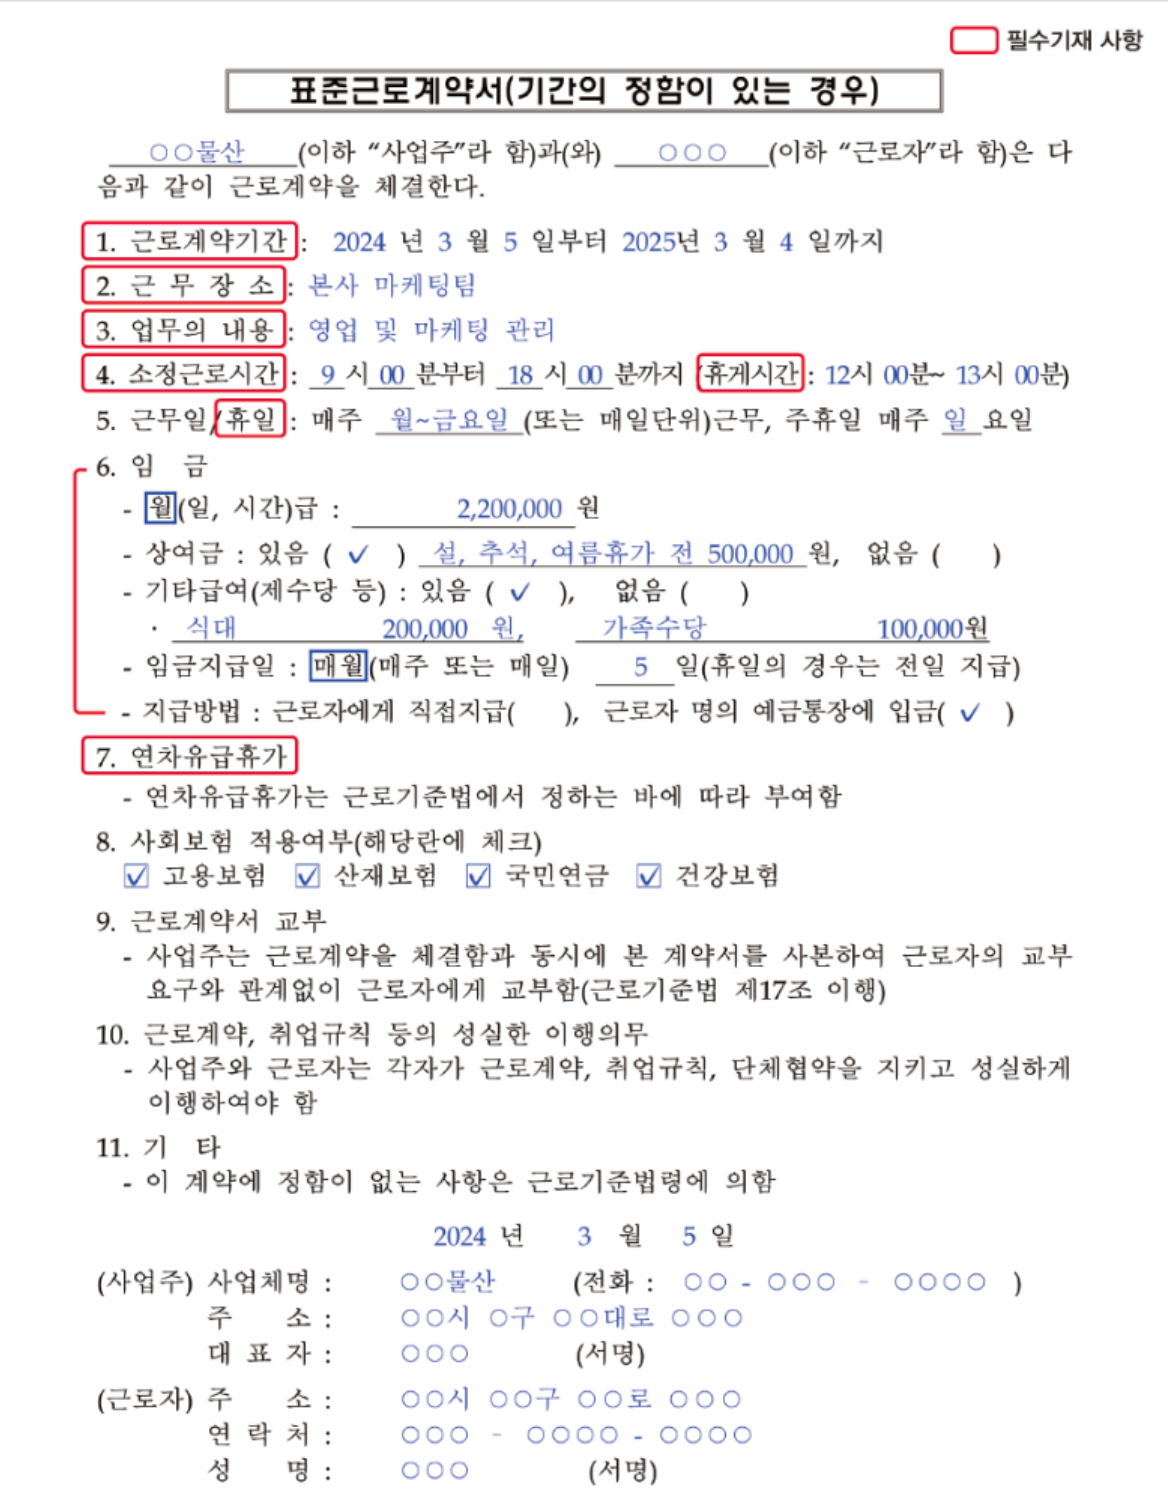 필수기재 사항
표준근로계약서(기간의 정함이 있는 경우)
○○물산 (이하 “사업주”라 함)과(와) ○○○ (이하 “근로자”라 함)은 다
음과 같이 근로계약을 체결한다.
1. 근로계약기간 : 2024 년 3 월 5 일부터 2025년 3 월 4 일까지
2. 근 무 장 소 : 본사 마케팅팀
3. 업무의 내용 : 영업 및 마케팅 관리
4. 소정근로시간 : 9 시 00 분부터 18 시 00 분까지 (휴게시간 : 12시 00분~ 13시 00분)
5. 근무일/휴일 : 매주 월~금요일 (또는 매일단위)근무, 주휴일 매주 일 요일
6. 임 금
- 월(일, 시간)급 : 2,200,000 원
- 상여금 : 있음 ( ✓ ) 설, 추석, 여름휴가 전 500,000 원, 없음 ( )
- 기타급여(제수당 등) : 있음 ( ✓ ), 없음 ( )
· 식대 200,000 원, 가족수당 100,000원
- 임금지급일 : 매월(매주 또는 매일) 5 일(휴일의 경우는 전일 지급)
- 지급방법 : 근로자에게 직접지급( ), 근로자 명의 예금통장에 입금( ✓ )
7. 연차유급휴가
- 연차유급휴가는 근로기준법에서 정하는 바에 따라 부여함
8. 사회보험 적용여부(해당란에 체크)
☑ 고용보험 ☑ 산재보험 ☑ 국민연금 ☑ 건강보험
9. 근로계약서 교부
- 사업주는 근로계약을 체결함과 동시에 본 계약서를 사본하여 근로자의 교부
요구와 관계없이 근로자에게 교부함(근로기준법 제17조 이행)
10. 근로계약, 취업규칙 등의 성실한 이행의무
- 사업주와 근로자는 각자가 근로계약, 취업규칙, 단체협약을 지키고 성실하게
이행하여야 함
11. 기 타
- 이 계약에 정함이 없는 사항은 근로기준법령에 의함
2024 년 3 월 5 일
(사업주) 사업체명 : ○○물산 (전화 : ○○ - ○○○ - ○○○○ )
주 소 : ○○시 ○구 ○○대로 ○○○
대 표 자 : ○○○ (서명)
(근로자) 주 소 : ○○시 ○○구 ○○로 ○○○
연 락 처 : ○○○ - ○○○○ - ○○○○
성 명 : ○○○ (서명)